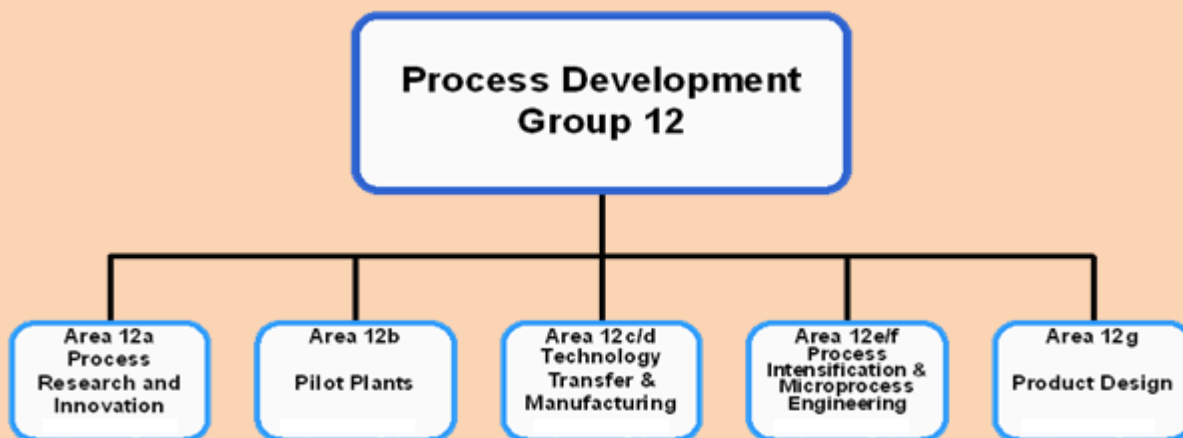 Process Development
Group 12
Area 12a
Process
Research and
Innovation
Area 12b
Pilot Plants
Area 12c/d
Technology
Transfer &
Manufacturing
Area 12e/f
Process
Intensification &
Microprocess
Engineering
Area 12g
Product Design